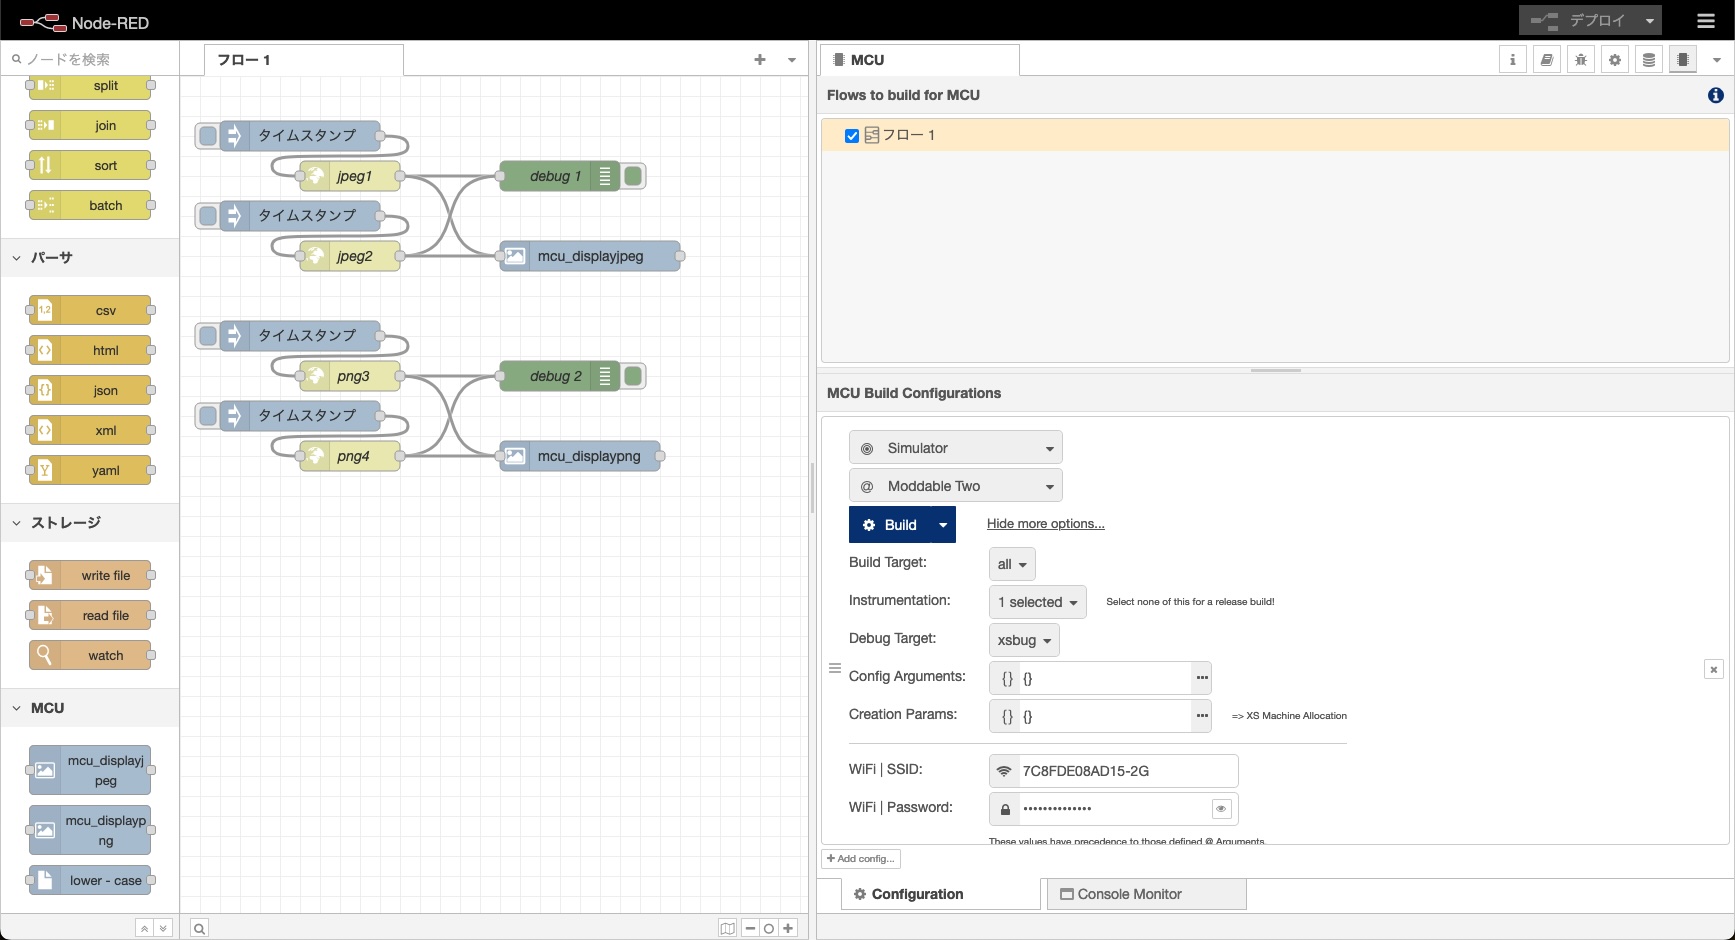 Node-RED
デプロイ
ノードを検索
split
join
sort
batch
パーサ
csv
html
json
xml
yaml
ストレージ
write file
read file
watch
MCU
mcu_displayj
peg
mcu_displayp
ng
lower - case
フロー 1
タイムスタンプ
jpeg1
debug 1
タイムスタンプ
jpeg2
mcu_displayjpeg
タイムスタンプ
png3
debug 2
タイムスタンプ
png4
mcu_displaypng
MCU
Flows to build for MCU
フロー 1
MCU Build Configurations
Simulator
@ Moddable Two
Build
Hide more options...
Build Target:
all
Instrumentation:
1 selected
Select none of this for a release build!
Debug Target:
xsbug
Config Arguments:
{} {}
Creation Params:
{} {}
=> XS Machine Allocation
WiFi | SSID:
7C8FDE08AD15-2G
WiFi | Password:
••••••••••••••
These values have precedence to those defined @ Arguments.
+ Add config...
Configuration
Console Monitor